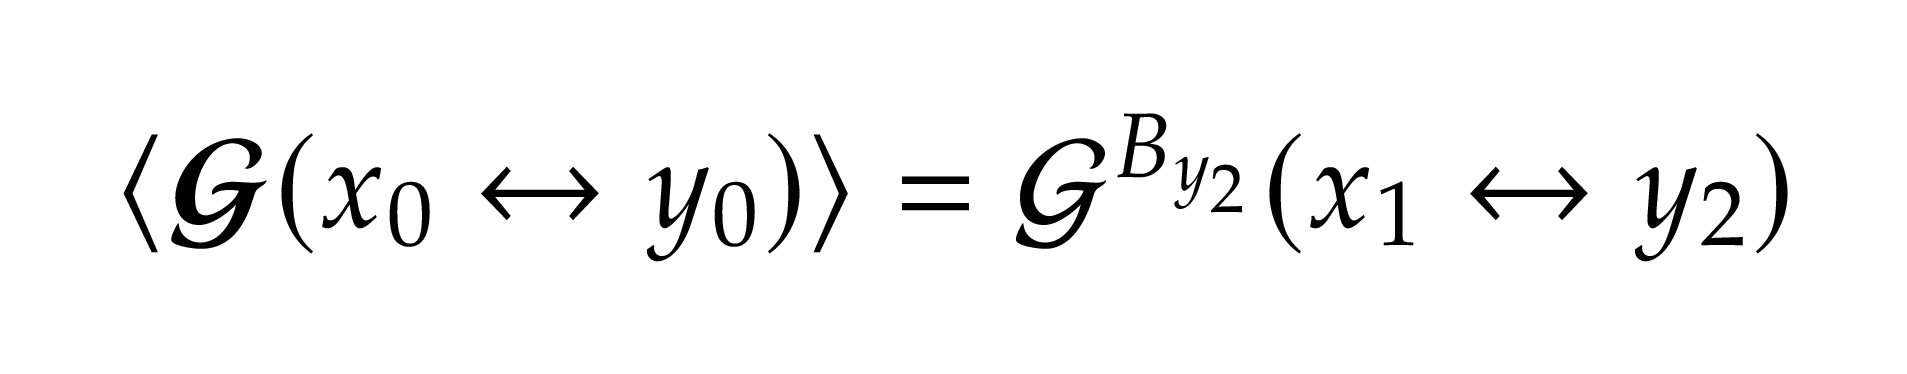 ⟨𝓖(x₀ ↔ y₀)⟩ = 𝒢^{B_{y₂}}(x₁ ↔ y₂)